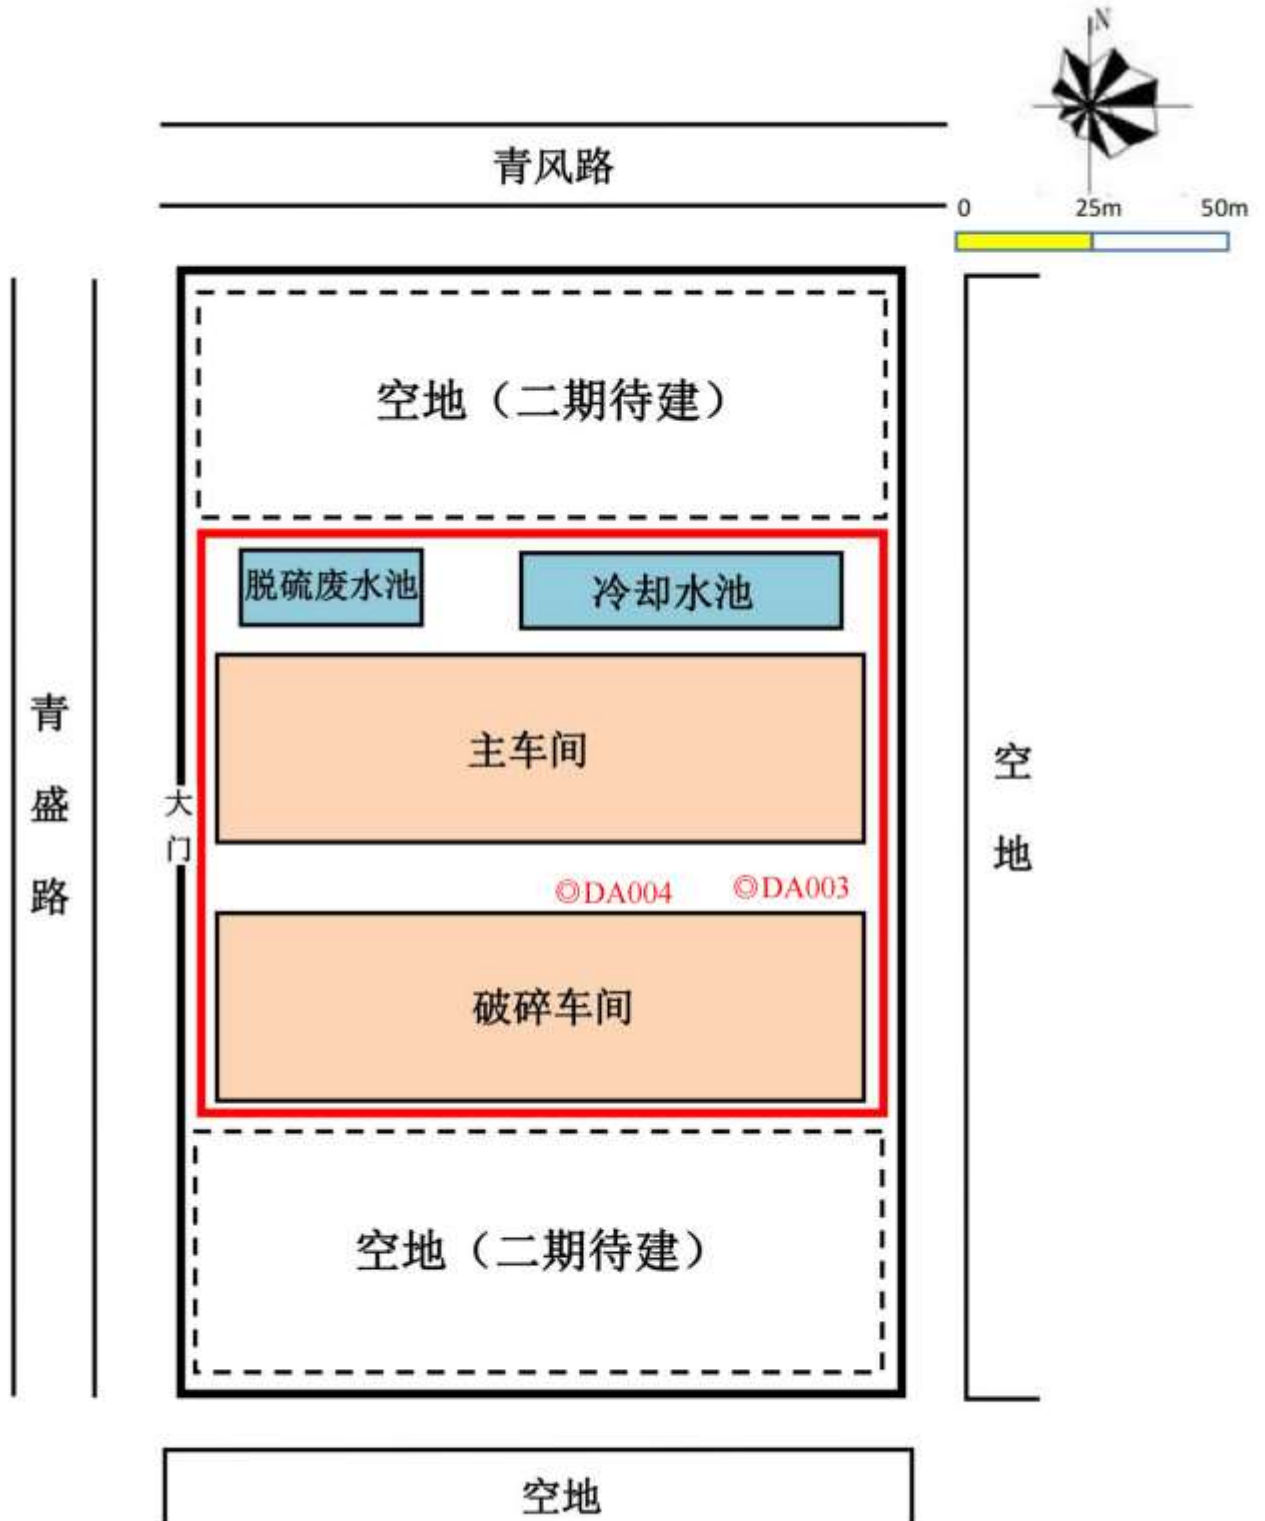 N
青风路
0 25m 50m
空地（二期待建）
脱硫废水池
冷却水池
主车间
青盛路
大门
空地
◎DA004 ◎DA003
破碎车间
空地（二期待建）
空地